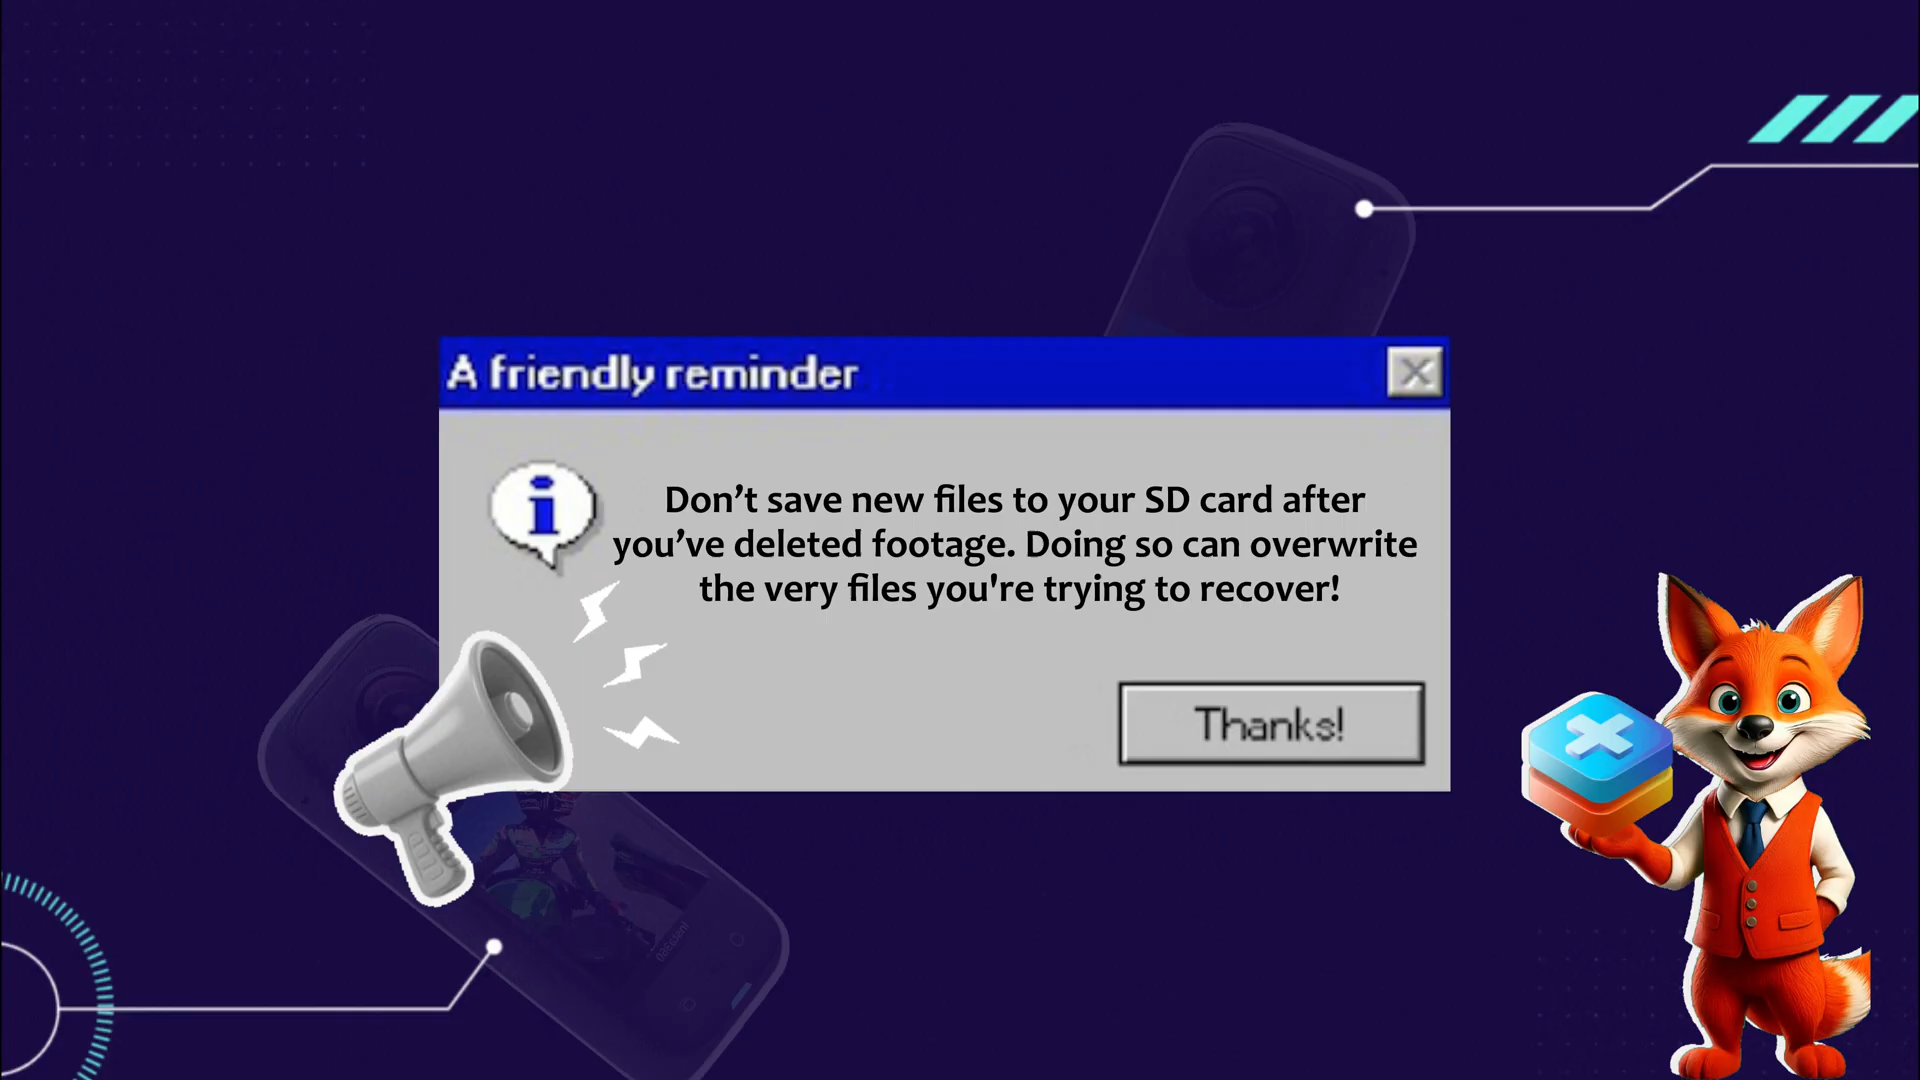 A friendly reminder
Don’t save new files to your SD card after
you’ve deleted footage. Doing so can overwrite
the very files you're trying to recover!
Thanks!